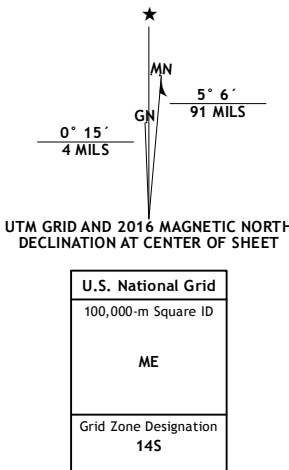 MN
GN
5° 6´
91 MILS
0° 15´
4 MILS
UTM GRID AND 2016 MAGNETIC NORTH
DECLINATION AT CENTER OF SHEET
U.S. National Grid
100,000-m Square ID
ME
Grid Zone Designation
14S